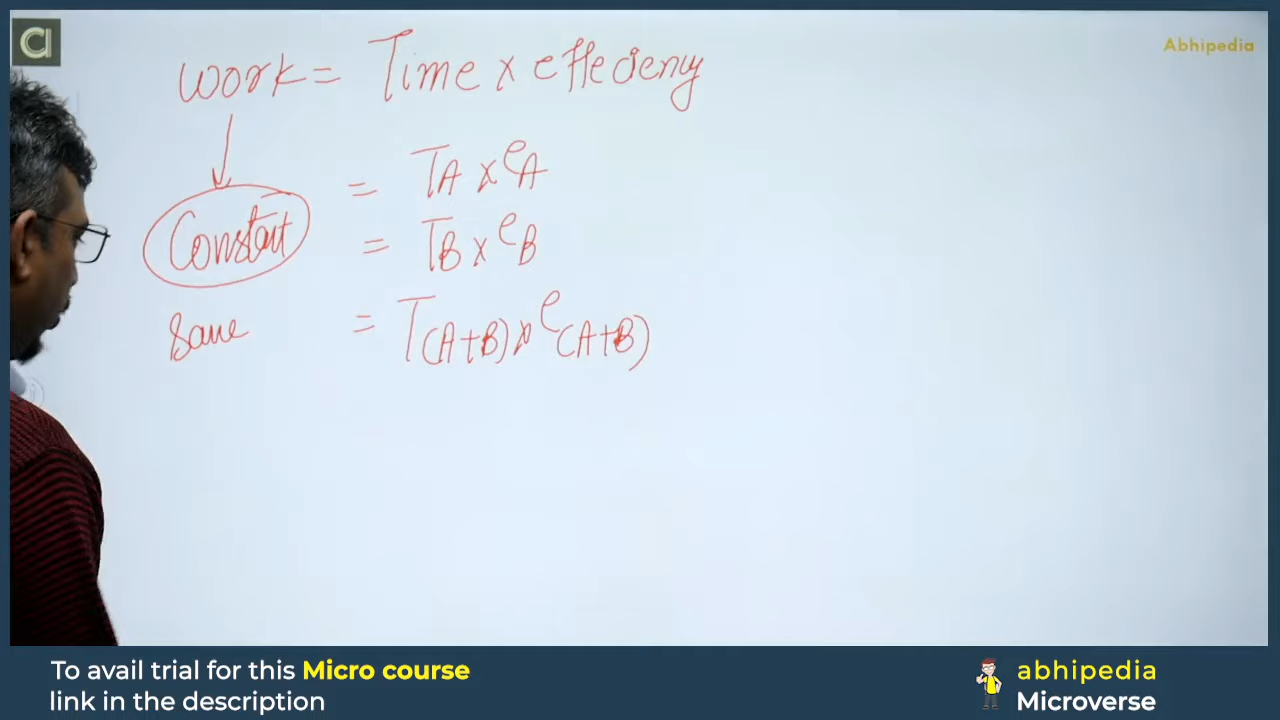 Abhipedia
work = Time x effeciency
Constant = TA x eA
= TB x eB
Same = T(A+B) x e(A+B)
To avail trial for this Micro course
link in the description
abhipedia
Microverse